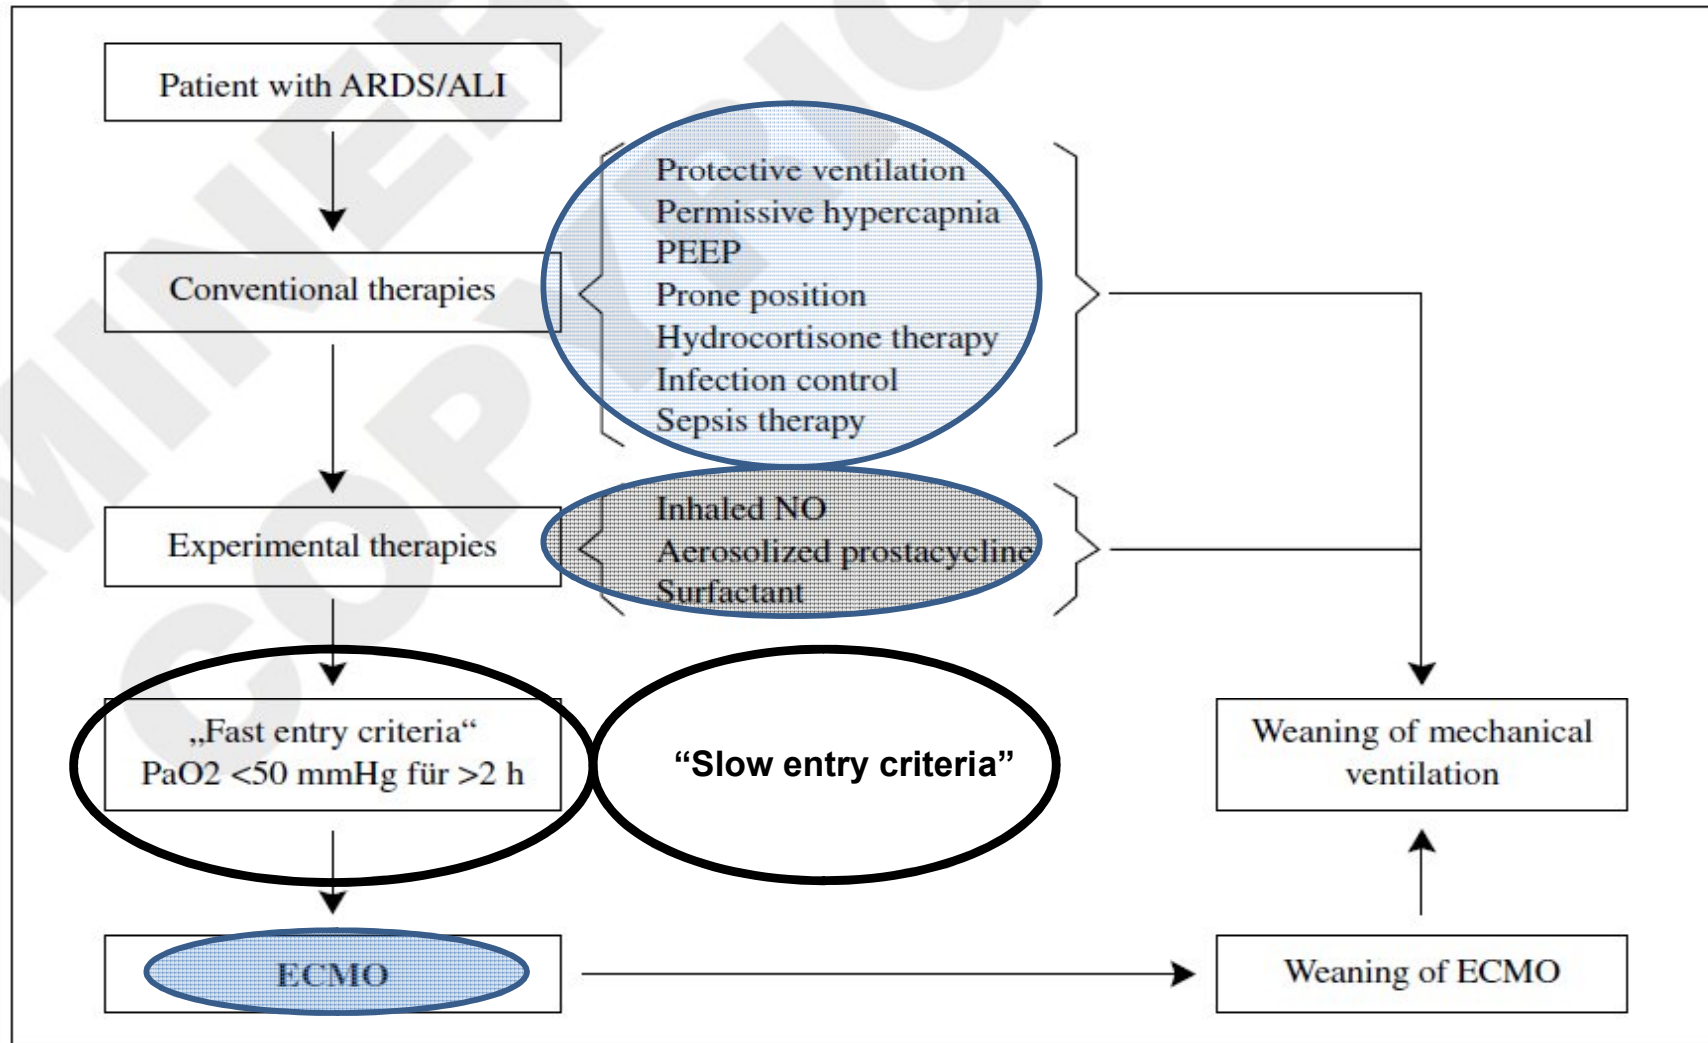 Patient with ARDS/ALI
Conventional therapies
Protective ventilation
Permissive hypercapnia
PEEP
Prone position
Hydrocortisone therapy
Infection control
Sepsis therapy
Experimental therapies
Inhaled NO
Aerosolized prostacycline
Surfactant
„Fast entry criteria“
PaO2 <50 mmHg für >2 h
“Slow entry criteria”
Weaning of mechanical
ventilation
ECMO
Weaning of ECMO
MINER
COPYRIG